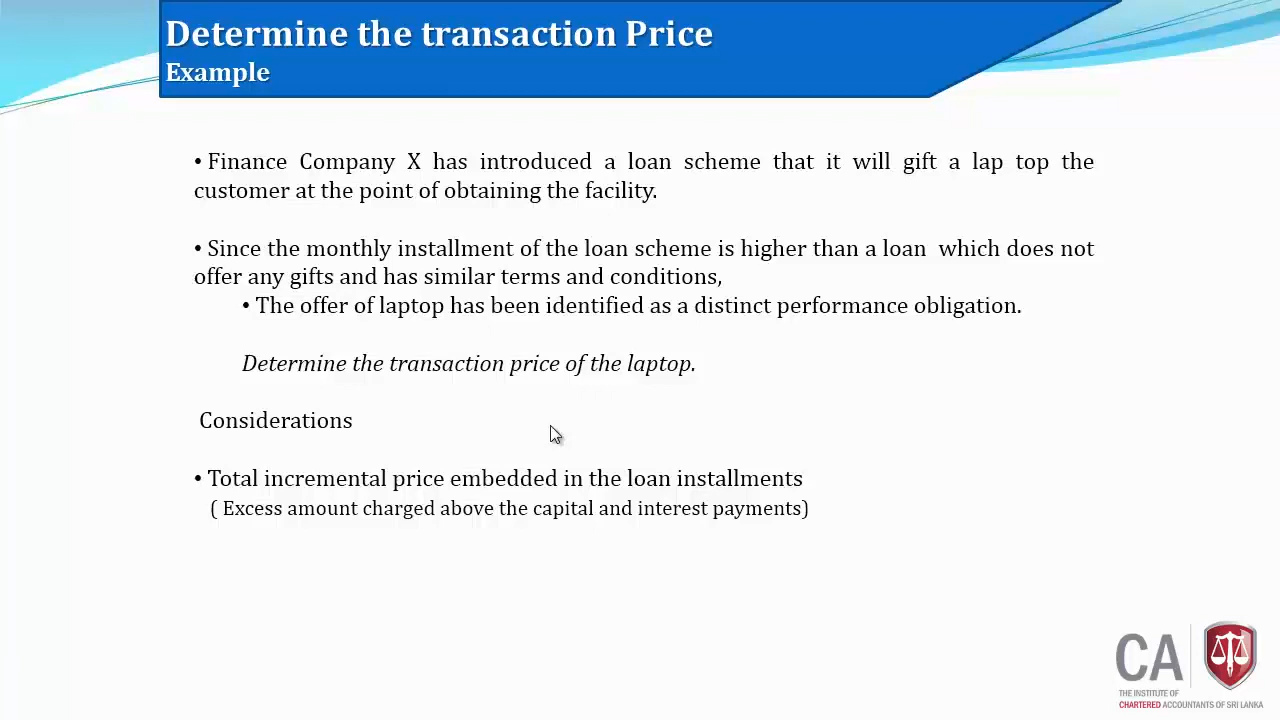 Determine the transaction Price
Example
• Finance Company X has introduced a loan scheme that it will gift a lap top the
customer at the point of obtaining the facility.
• Since the monthly installment of the loan scheme is higher than a loan which does not
offer any gifts and has similar terms and conditions,
• The offer of laptop has been identified as a distinct performance obligation.
Determine the transaction price of the laptop.
Considerations
• Total incremental price embedded in the loan installments
( Excess amount charged above the capital and interest payments)
CA
THE INSTITUTE OF
CHARTERED ACCOUNTANTS OF SRI LANKA